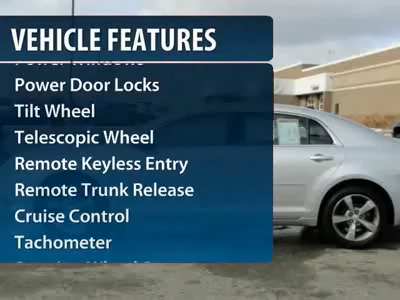 VEHICLE FEATURES
Power Door Locks
Tilt Wheel
Telescopic Wheel
Remote Keyless Entry
Remote Trunk Release
Cruise Control
Tachometer